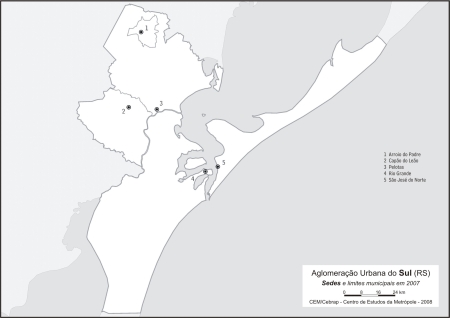 1
2
3
4
5
1 Arroio do Padre
2 Capão do Leão
3 Pelotas
4 Rio Grande
5 São José do Norte
Aglomeração Urbana do Sul (RS)
Sedes e limites municipais em 2007
0 8 16 24 km
CEM/Cebrap - Centro de Estudos da Metrópole - 2008